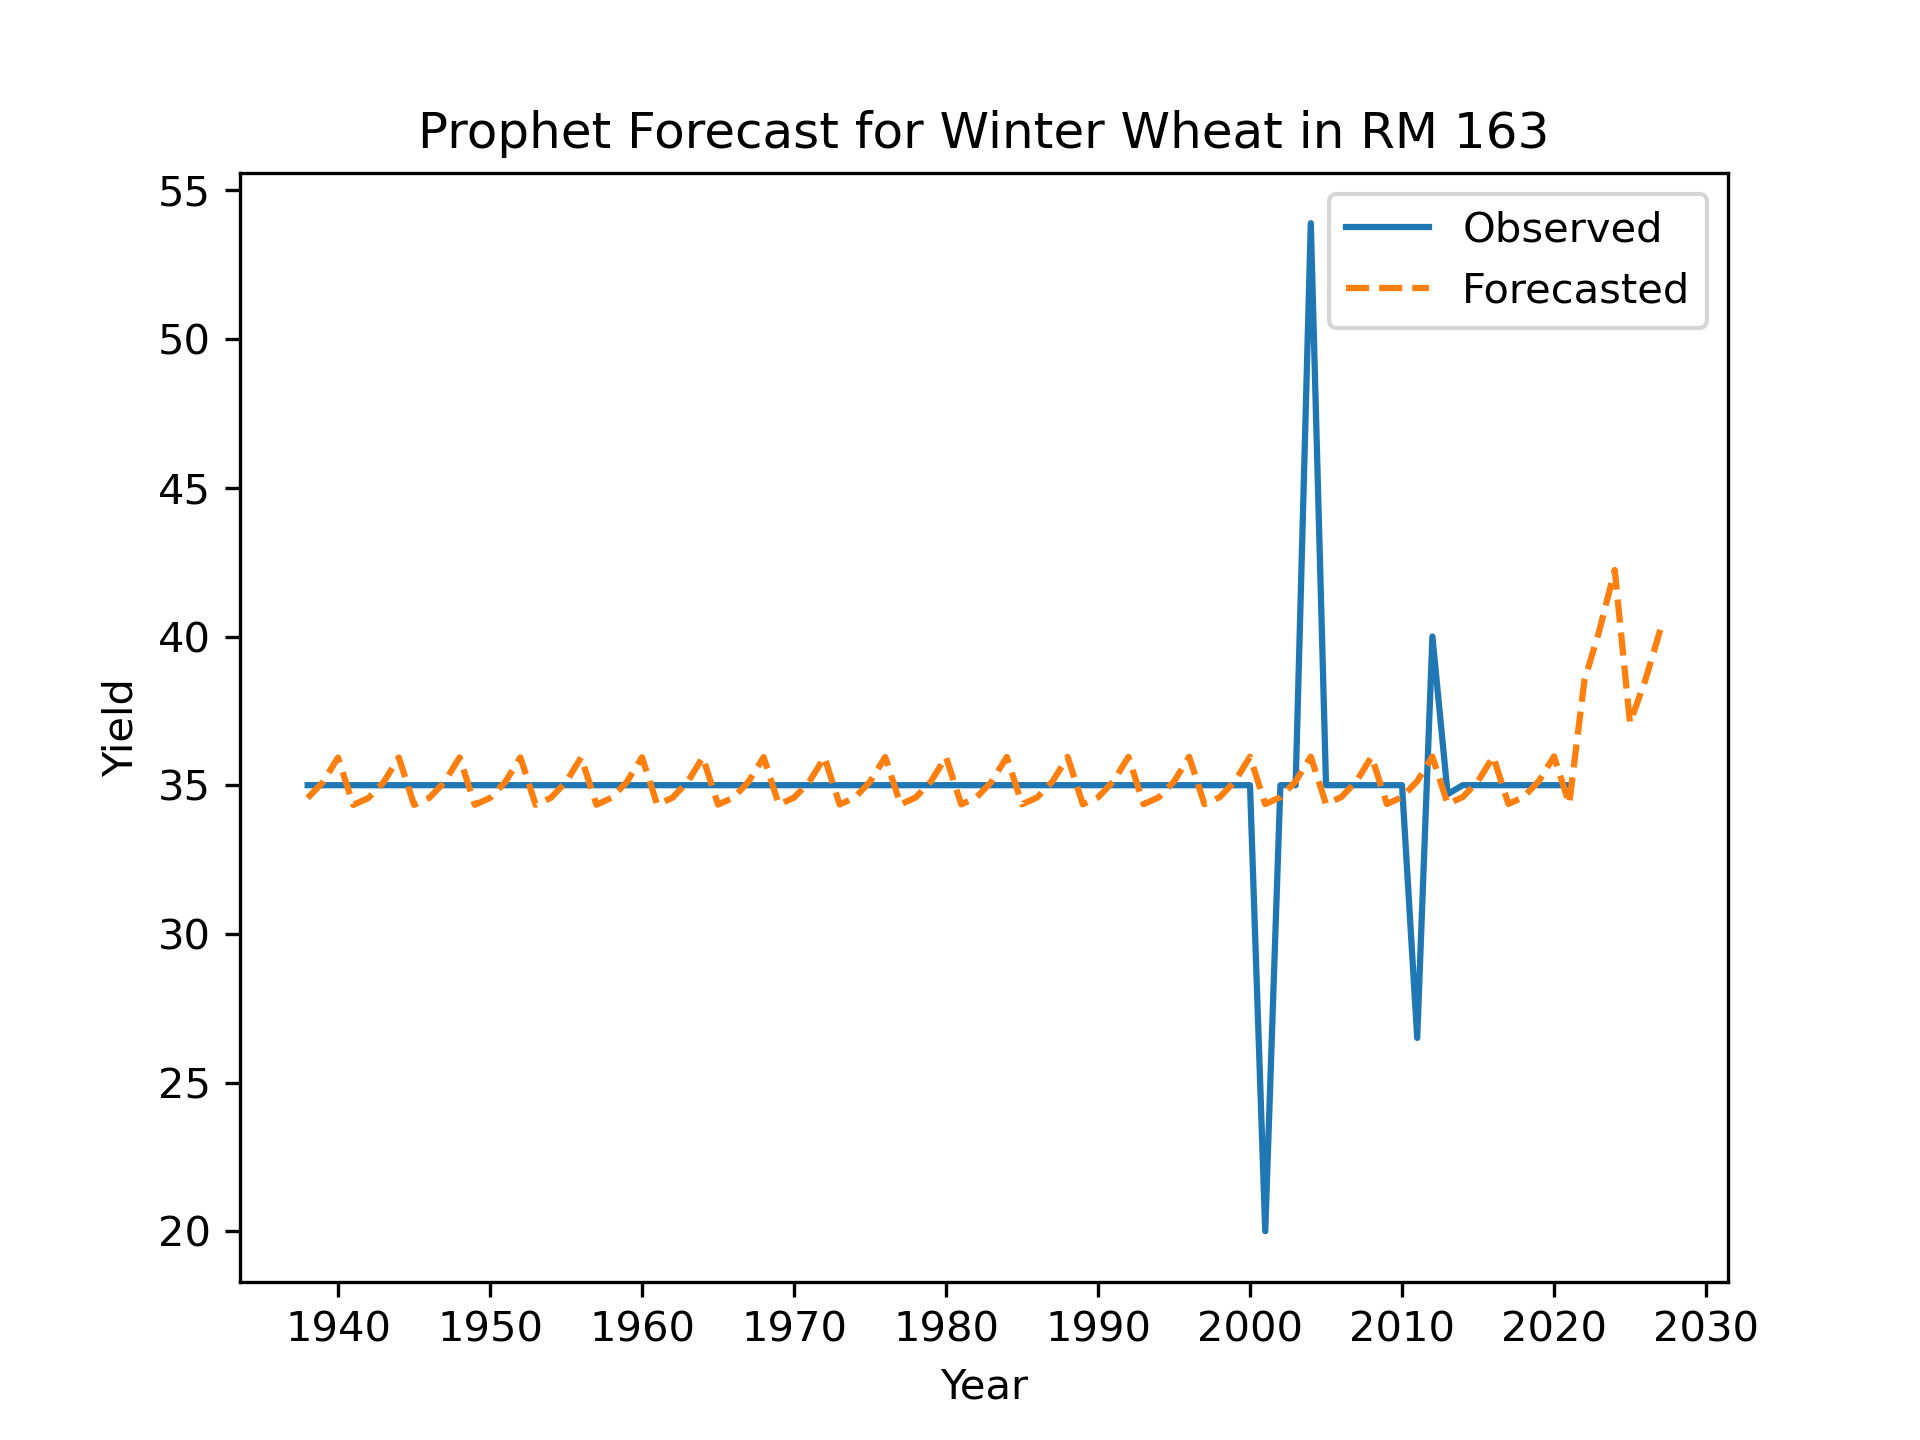 Prophet Forecast for Winter Wheat in RM 163
Observed
Forecasted
Yield
55
50
45
40
35
30
25
20
1940 1950 1960 1970 1980 1990 2000 2010 2020 2030
Year